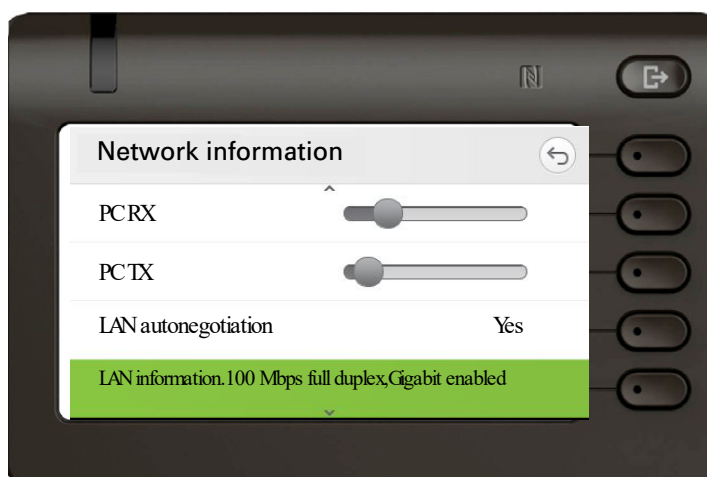 Network information
PC RX
PC TX
LAN autonegotiation Yes
LAN information.100 Mbps full duplex,Gigabit enabled